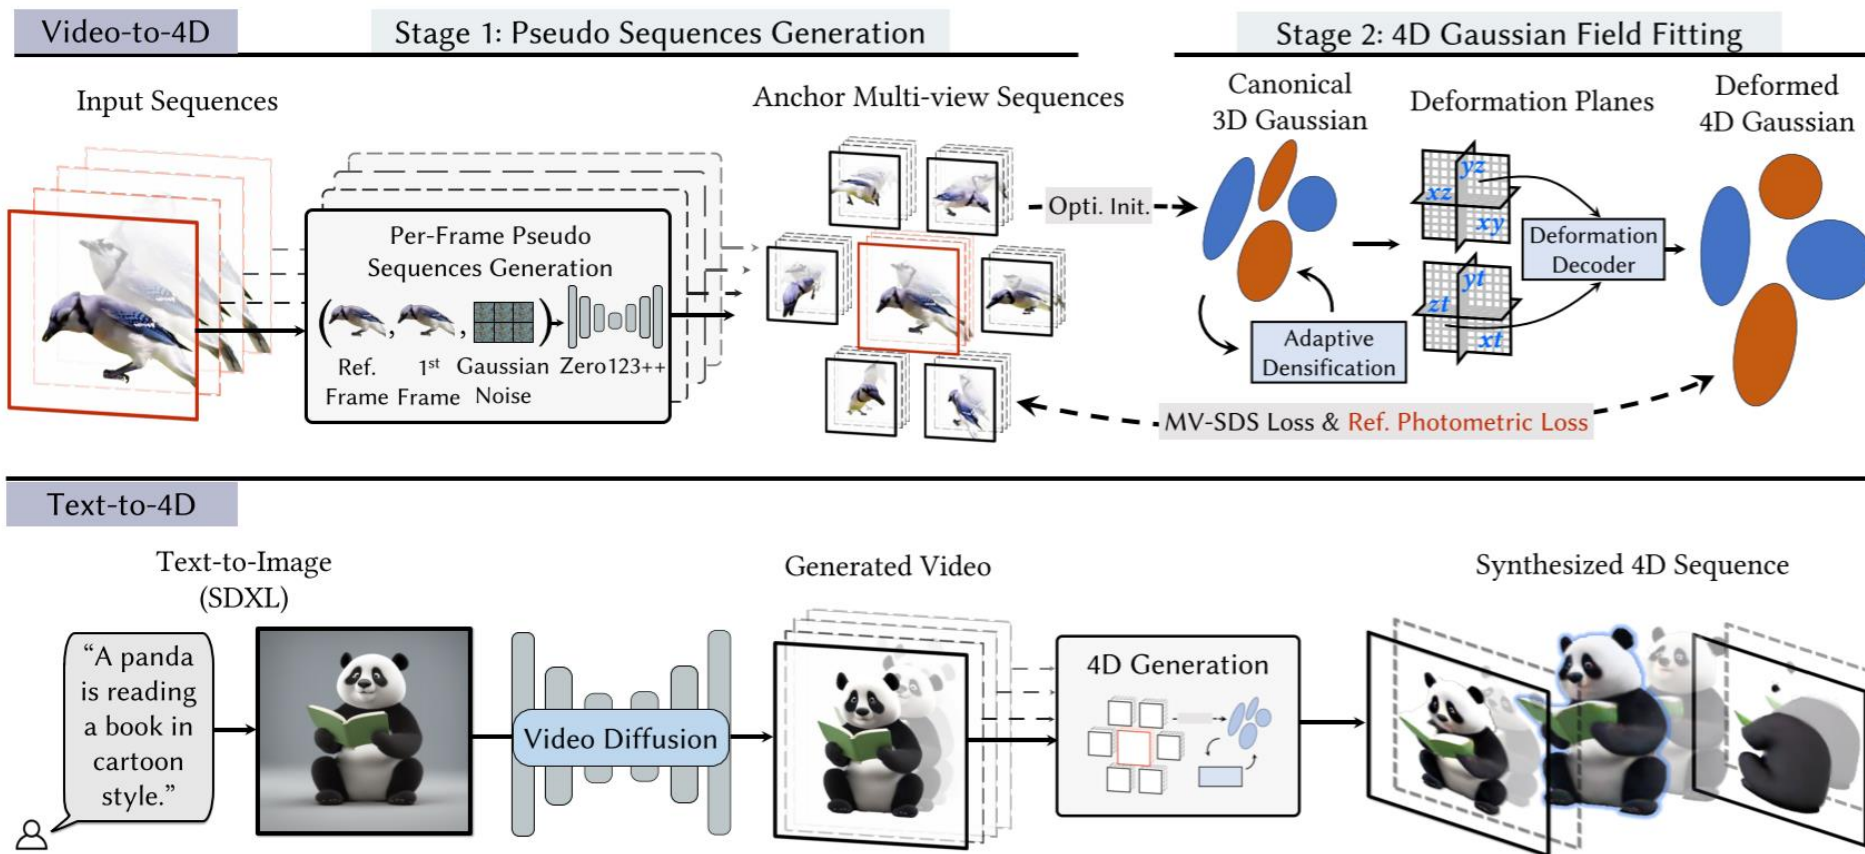 Video-to-4D
Stage 1: Pseudo Sequences Generation
Stage 2: 4D Gaussian Field Fitting
Input Sequences
Per-Frame Pseudo
Sequences Generation
( , , )
Ref.
Frame
1st
Frame
Gaussian
Noise
Zero123++
Anchor Multi-view Sequences
Opti. Init.
Canonical
3D Gaussian
Adaptive
Densification
Deformation Planes
yz
xz
xy
yt
zt
xt
Deformation
Decoder
Deformed
4D Gaussian
MV-SDS Loss & Ref. Photometric Loss
Text-to-4D
Text-to-Image
(SDXL)
“A panda
is reading
a book in
cartoon
style.”
Video Diffusion
Generated Video
4D Generation
Synthesized 4D Sequence